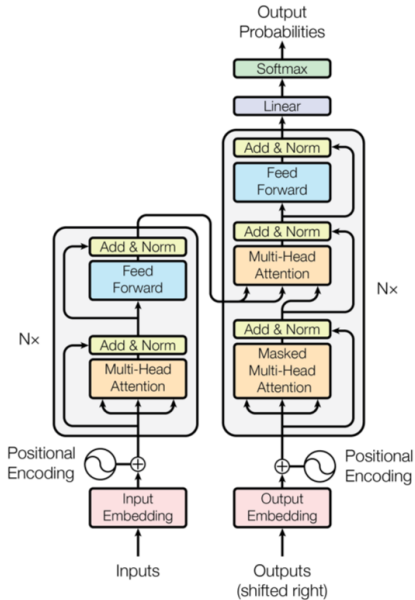 Output
Probabilities
Softmax
Linear
Add & Norm
Feed
Forward
Add & Norm
Multi-Head
Attention
Add & Norm
Masked
Multi-Head
Attention
Nx
Add & Norm
Feed
Forward
Add & Norm
Multi-Head
Attention
Nx
Positional
Encoding
Positional
Encoding
Input
Embedding
Output
Embedding
Inputs
Outputs
(shifted right)